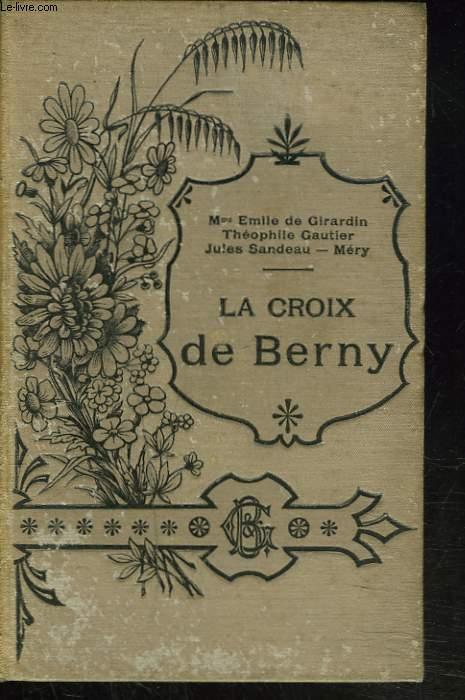 Le-livre.com
Mme Emile de Girardin
Théophile Gautier
Jules Sandeau — Méry
LA CROIX
de Berny